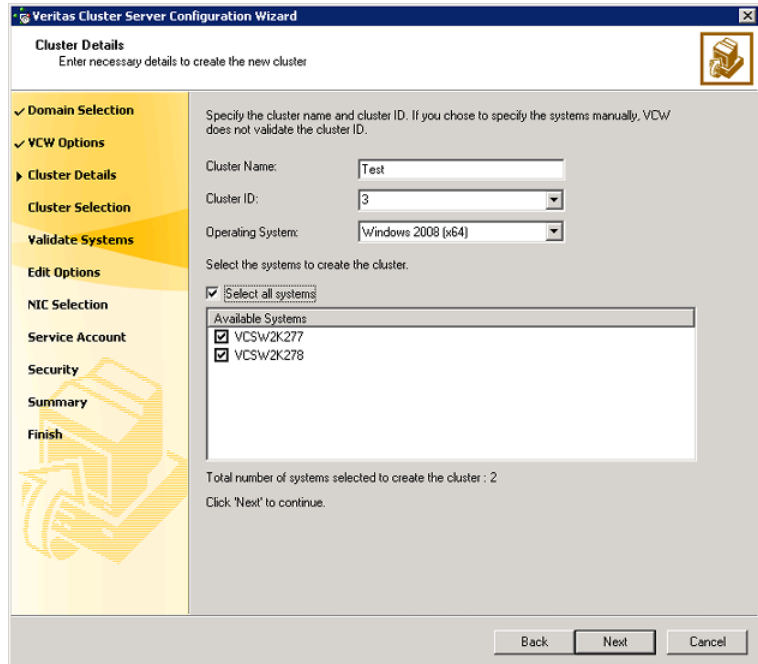 Veritas Cluster Server Configuration Wizard
Cluster Details
Enter necessary details to create the new cluster
Domain Selection
VCW Options
Cluster Details
Cluster Selection
Validate Systems
Edit Options
NIC Selection
Service Account
Security
Summary
Finish
Specify the cluster name and cluster ID. If you chose to specify the systems manually, VCW
does not validate the cluster ID.
Cluster Name: Test
Cluster ID: 3
Operating System: Windows 2008 (x64)
Select the systems to create the cluster.
Select all systems
Available Systems
VCSW2K277
VCSW2K278
Total number of systems selected to create the cluster : 2
Click 'Next' to continue.
Back Next Cancel